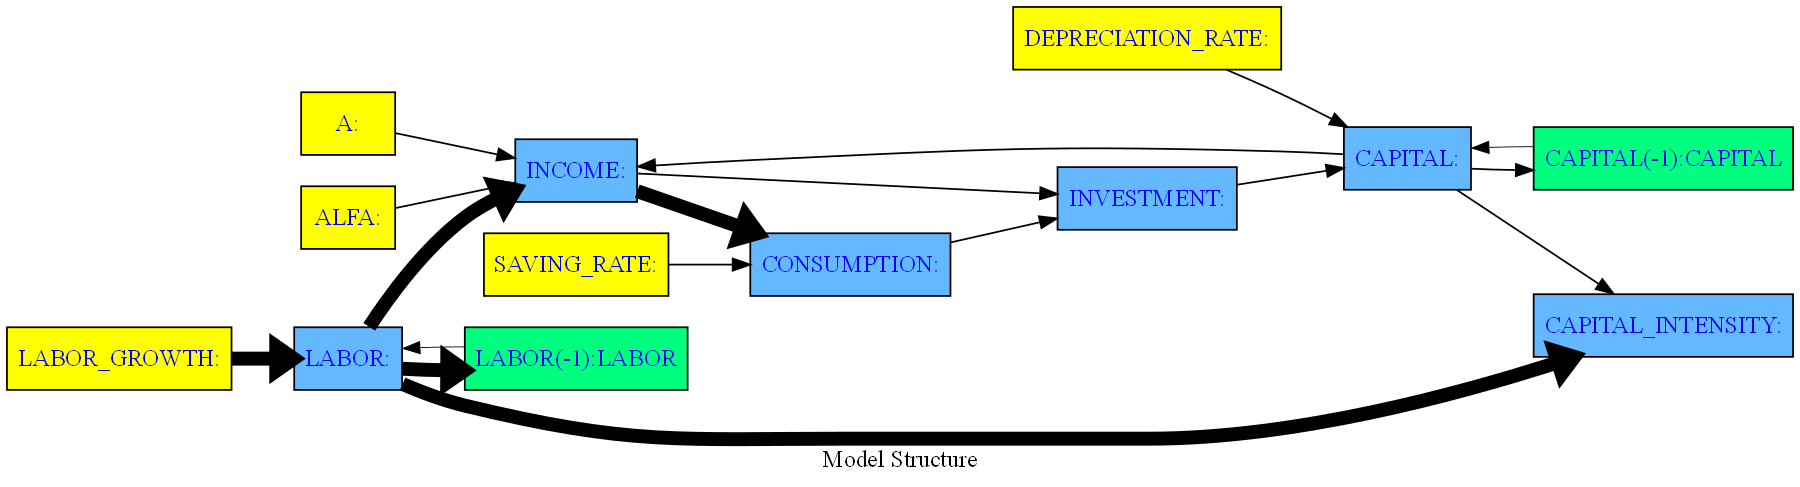 DEPRECIATION_RATE:
A:
INCOME:
CAPITAL:
CAPITAL(-1):CAPITAL
ALFA:
INVESTMENT:
SAVING_RATE:
CONSUMPTION:
CAPITAL_INTENSITY:
LABOR_GROWTH:
LABOR:
LABOR(-1):LABOR
Model Structure